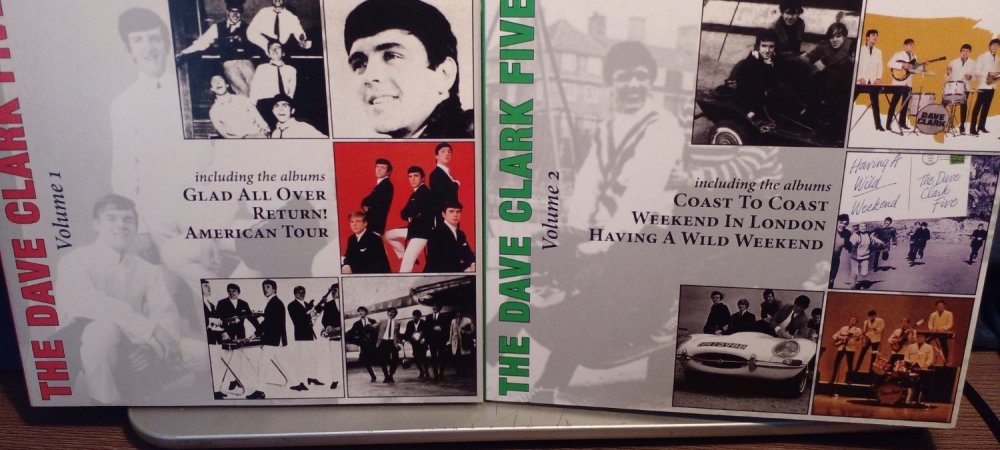 THE DAVE CLARK FIVE
Volume 1
including the albums
GLAD ALL OVER
RETURN!
AMERICAN TOUR
THE DAVE CLARK FIVE
Volume 2
including the albums
COAST TO COAST
WEEKEND IN LONDON
HAVING A WILD WEEKEND
DAVE
CLARK
Having A
Wild
Weekend
The Dave
Clark
Five